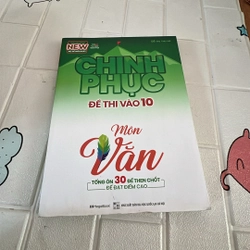 NEW
CHINH
PHỤC
ĐỀ THI VÀO 10
Môn
Văn
TỔNG ÔN 30 ĐỀ THEN CHỐT
ĐỂ ĐẠT ĐIỂM CAO